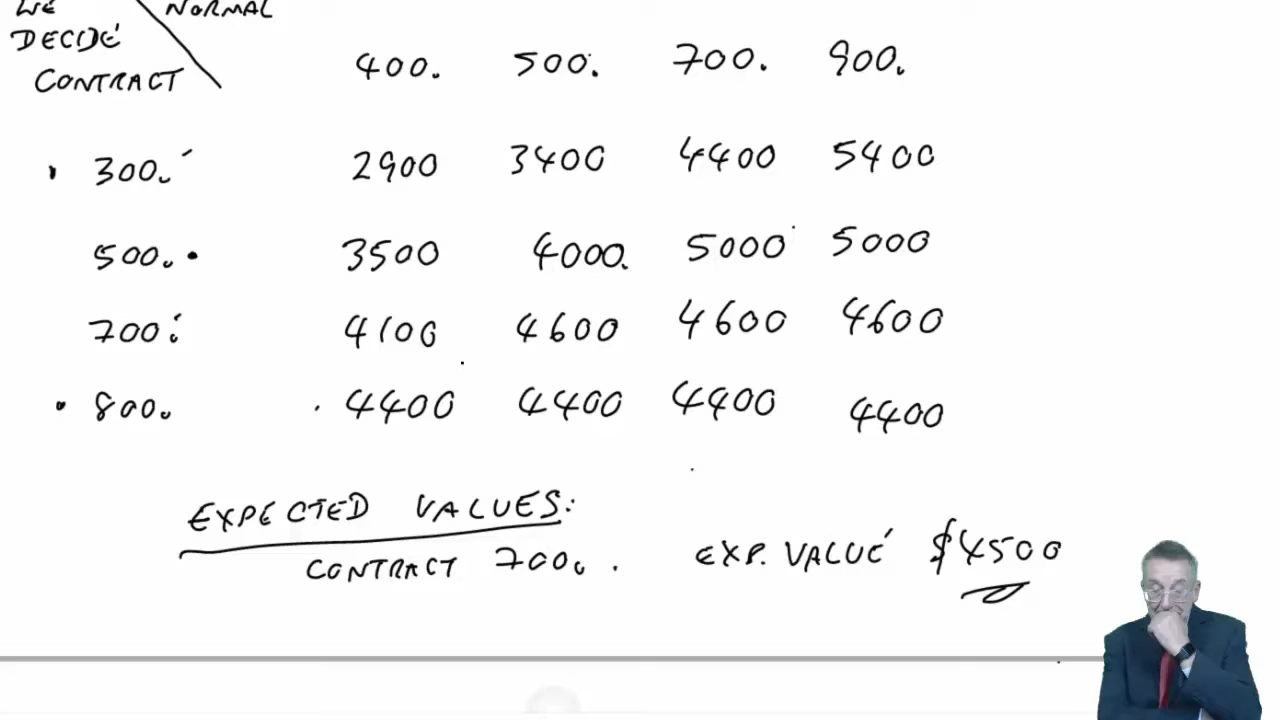 WE NORMAL
DECIDE
CONTRACT
400. 500. 700. 900.
300. 2900 3400 4400 5400
500. 3500 4000. 5000 5000
700. 4100 4600 4600 4600
800. 4400 4400 4400 4400
EXPECTED VALUES:
CONTRACT 700. EXP. VALUE $4500